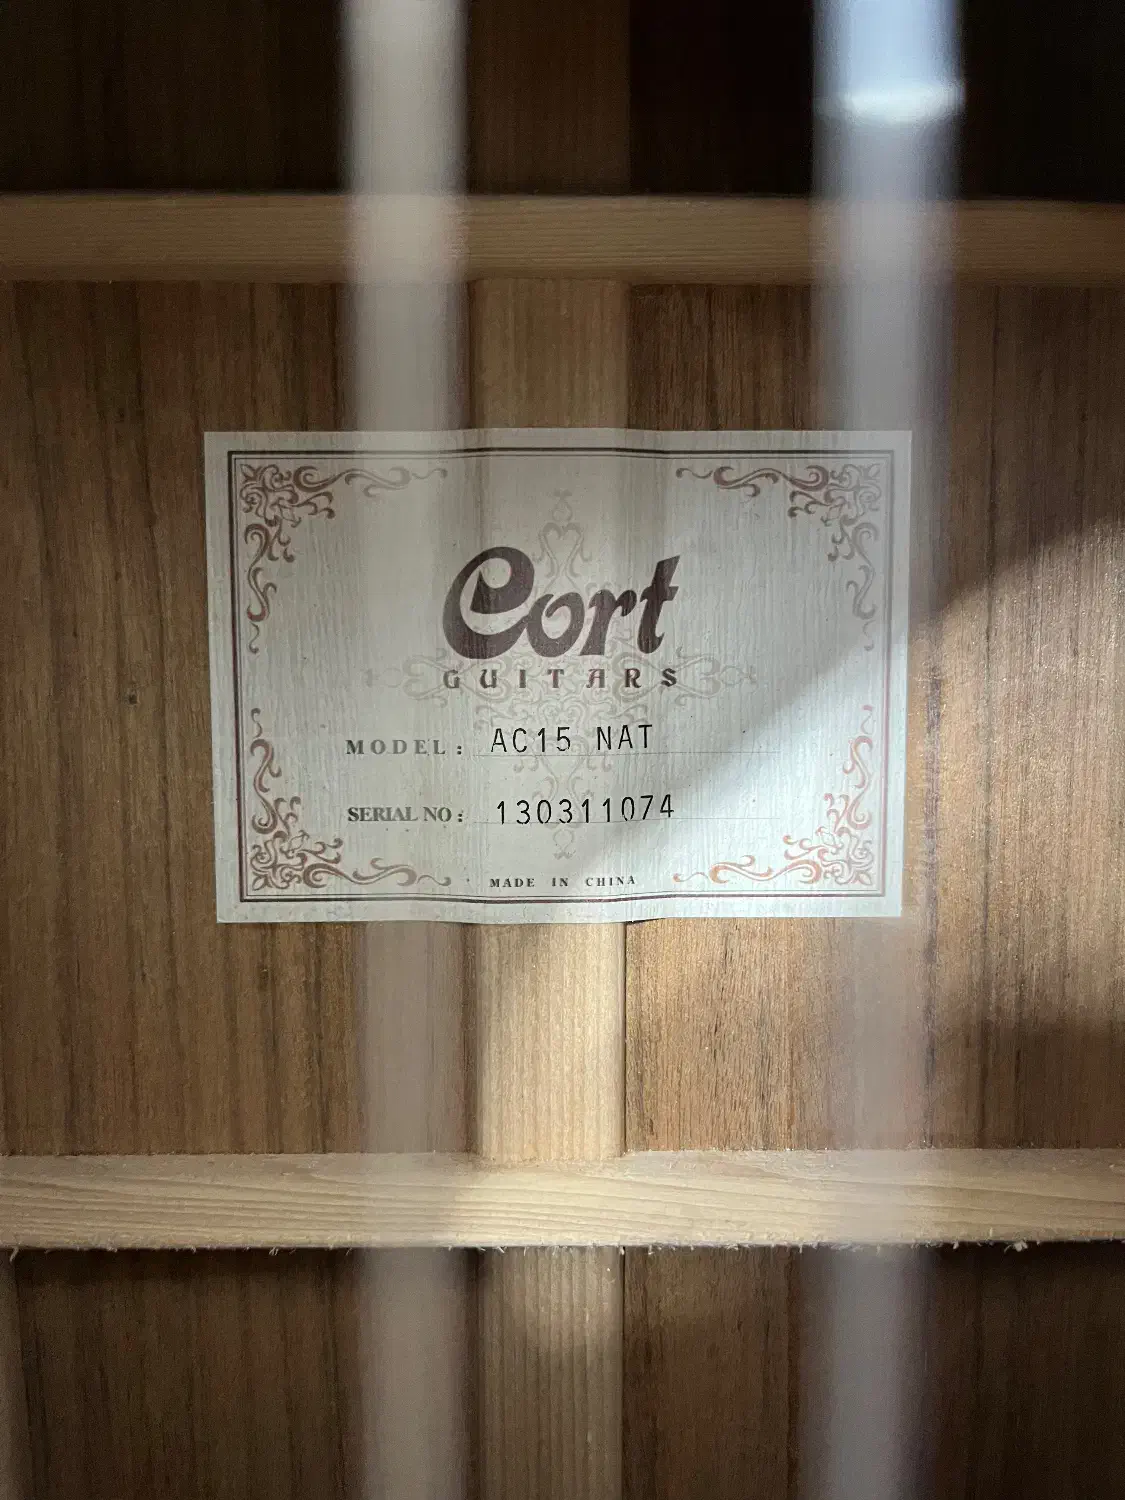 Cort
GUITARS
MODEL: AC15 NAT
SERIAL NO: 130311074
MADE IN CHINA